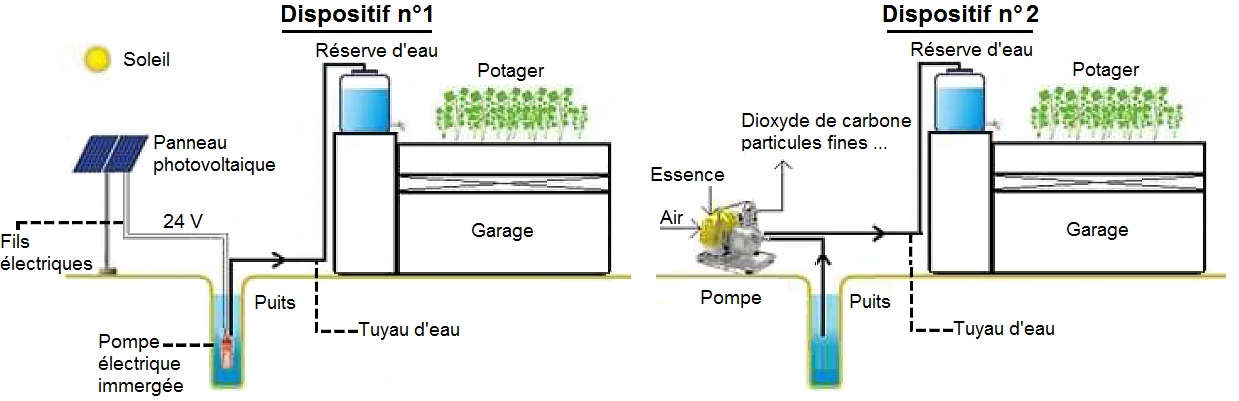 Dispositif n°1
Réserve d'eau
Soleil
Potager
Panneau
photovoltaique
24 V
Fils
électriques
Garage
Puits
Tuyau d'eau
Pompe
électrique
immergée
Dispositif n° 2
Réserve d'eau
Potager
Dioxyde de carbone
particules fines ...
Essence
Air
Garage
Pompe
Puits
Tuyau d'eau